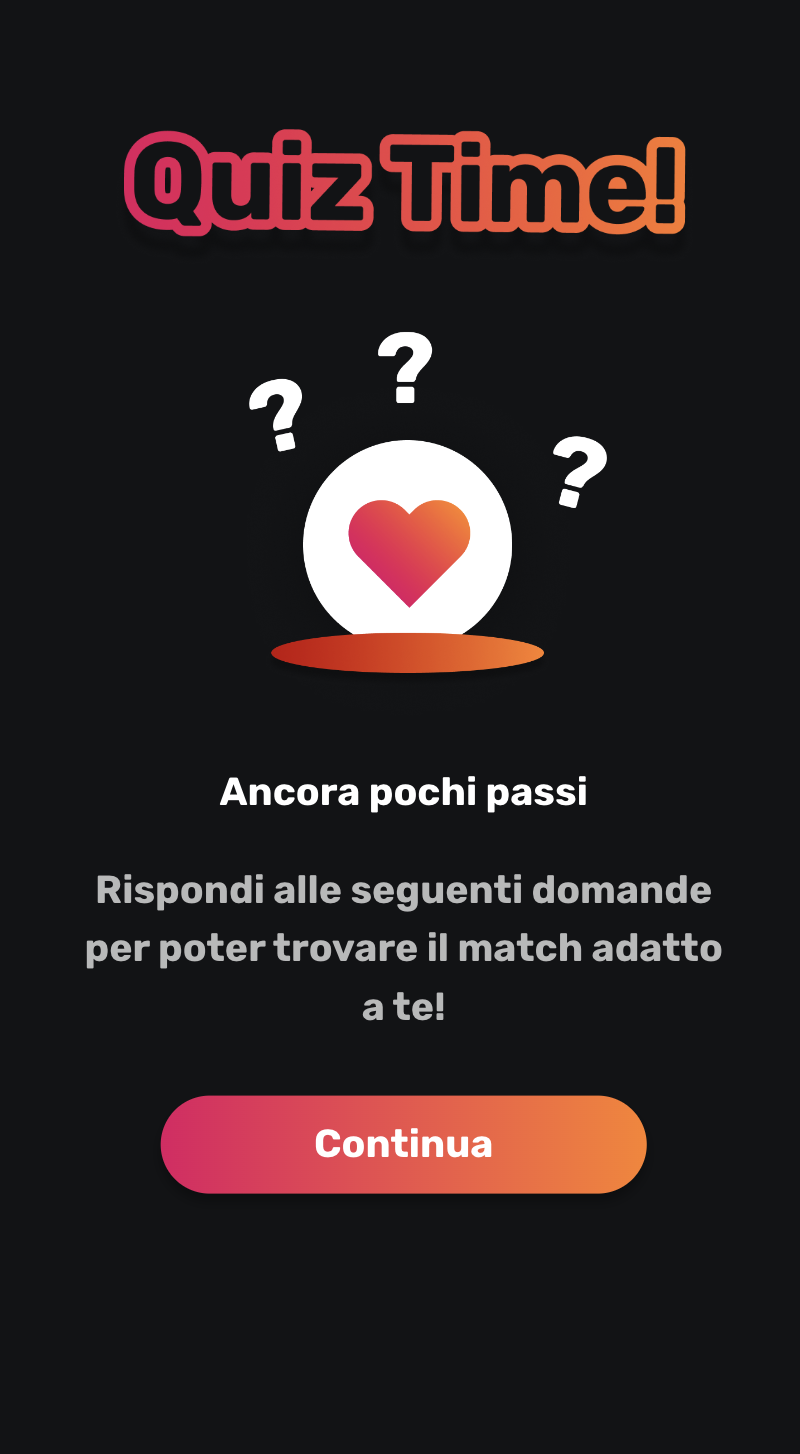 Quiz Time!
? ? ?
Ancora pochi passi
Rispondi alle seguenti domande
per poter trovare il match adatto
a te!
Continua